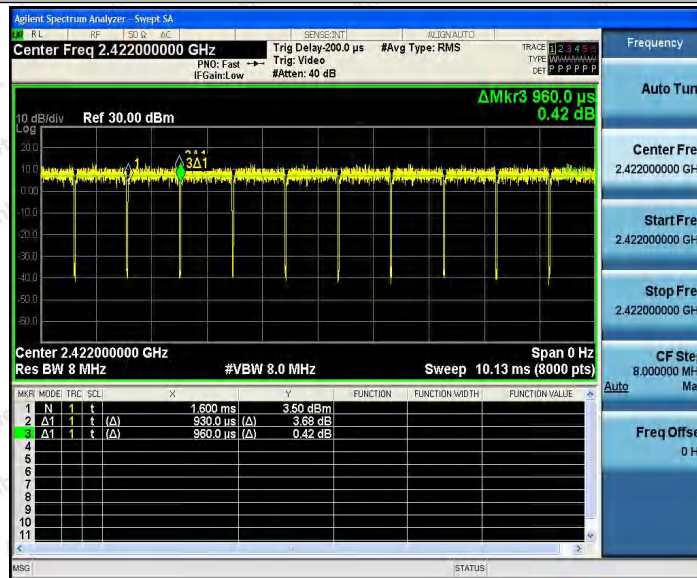 Agilent Spectrum Analyzer - Swept SA
RL RF 50 Ω AC SENSE:INT ALIGN AUTO
Center Freq 2.422000000 GHz
PNO: Fast
IFGain:Low
Trig Delay-200.0 µs
Trig: Video
#Atten: 40 dB
#Avg Type: RMS
TRACE 1 2 3 4 5 6
TYPE
DET P P P P P P
ΔMkr3 960.0 µs
0.42 dB
10 dB/div Ref 30.00 dBm
Log
20.0
10.0
0.00
-10.0
-20.0
-30.0
-40.0
-50.0
-60.0
1
3Δ1
Center 2.422000000 GHz Span 0 Hz
Res BW 8 MHz #VBW 8.0 MHz Sweep 10.13 ms (8000 pts)
MKR MODE TRC SCL X Y FUNCTION FUNCTION WIDTH FUNCTION VALUE
1 N 1 t 1.600 ms 3.50 dBm
2 Δ1 1 t (Δ) 930.0 µs (Δ) 3.68 dB
3 Δ1 1 t (Δ) 960.0 µs (Δ) 0.42 dB
4
5
6
7
8
9
10
11
MSG STATUS
Frequency
Auto Tun
Center Fre
2.422000000 GH
Start Fre
2.422000000 GH
Stop Fre
2.422000000 GH
CF Ste
8.000000 MH
Auto Ma
Freq Offse
0 H